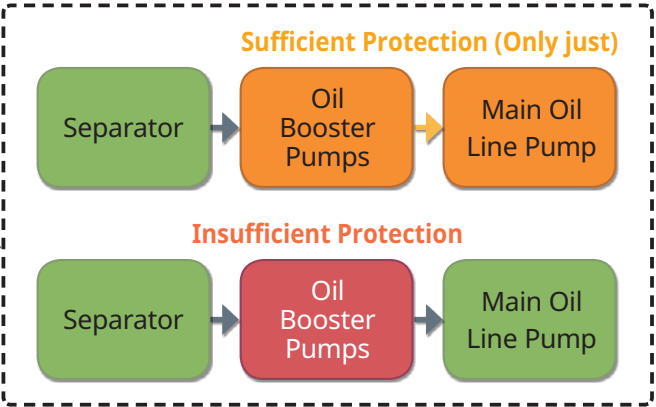 Sufficient Protection (Only just)
Separator
Oil
Booster
Pumps
Main Oil
Line Pump
Insufficient Protection
Separator
Oil
Booster
Pumps
Main Oil
Line Pump